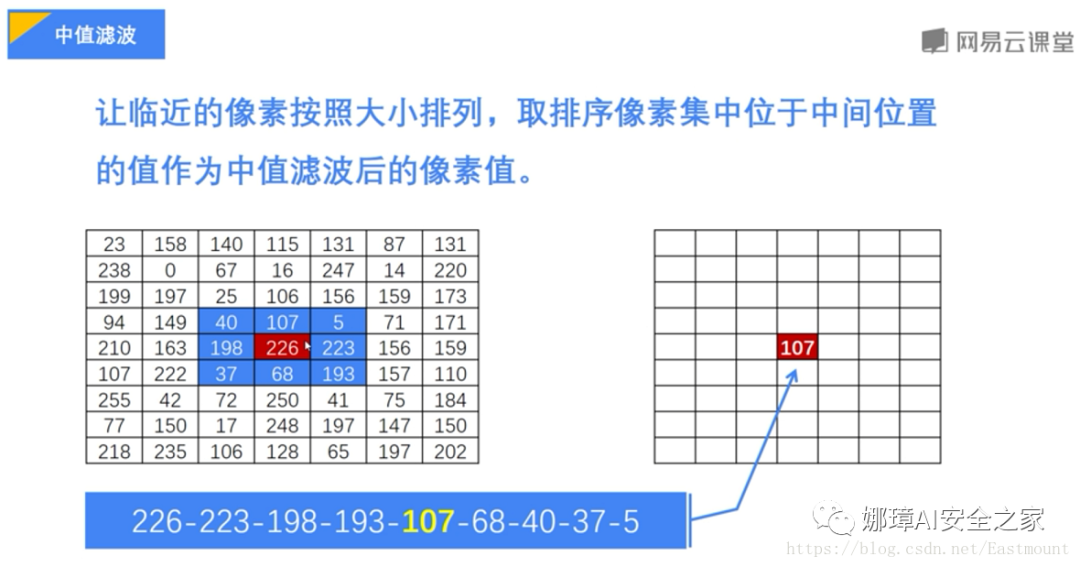 中值滤波
网易云课堂
让临近的像素按照大小排列，取排序像素集中位于中间位置
的值作为中值滤波后的像素值。
23 158 140 115 131 87 131
238 0 67 16 247 14 220
199 197 25 106 156 159 173
94 149 40 107 5 71 171
210 163 198 226 223 156 159
107
107 222 37 68 193 157 110
255 42 72 250 41 75 184
77 150 17 248 197 147 150
218 235 106 128 65 197 202
226-223-198-193-107-68-40-37-5
娜璋AI安全之家
https://blog.csdn.net/Eastmount